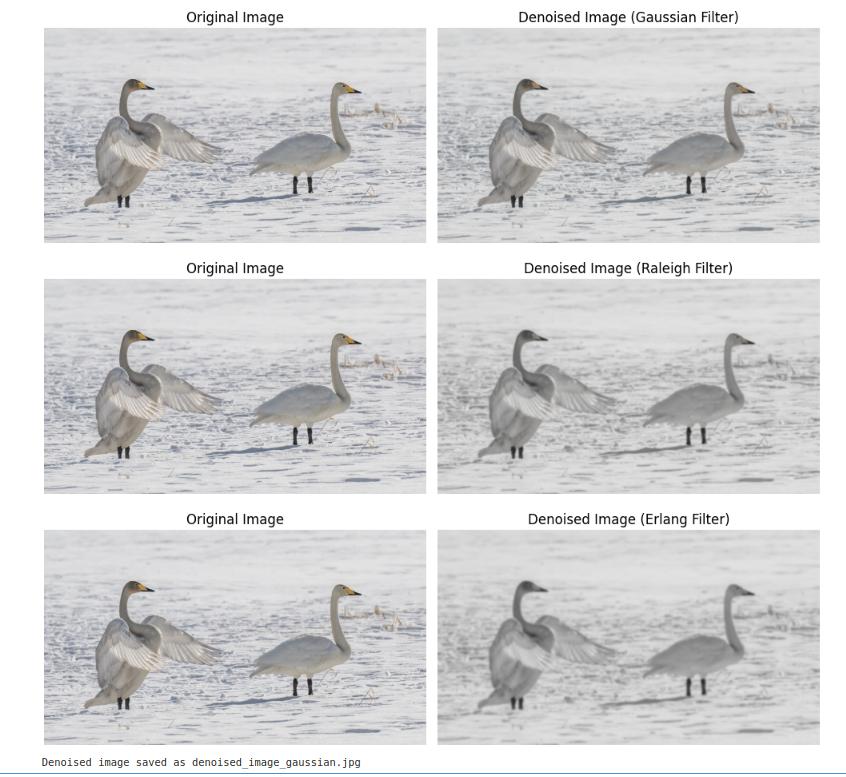 Original Image
Denoised Image (Gaussian Filter)
Original Image
Denoised Image (Raleigh Filter)
Original Image
Denoised Image (Erlang Filter)
Denoised image saved as denoised_image_gaussian.jpg